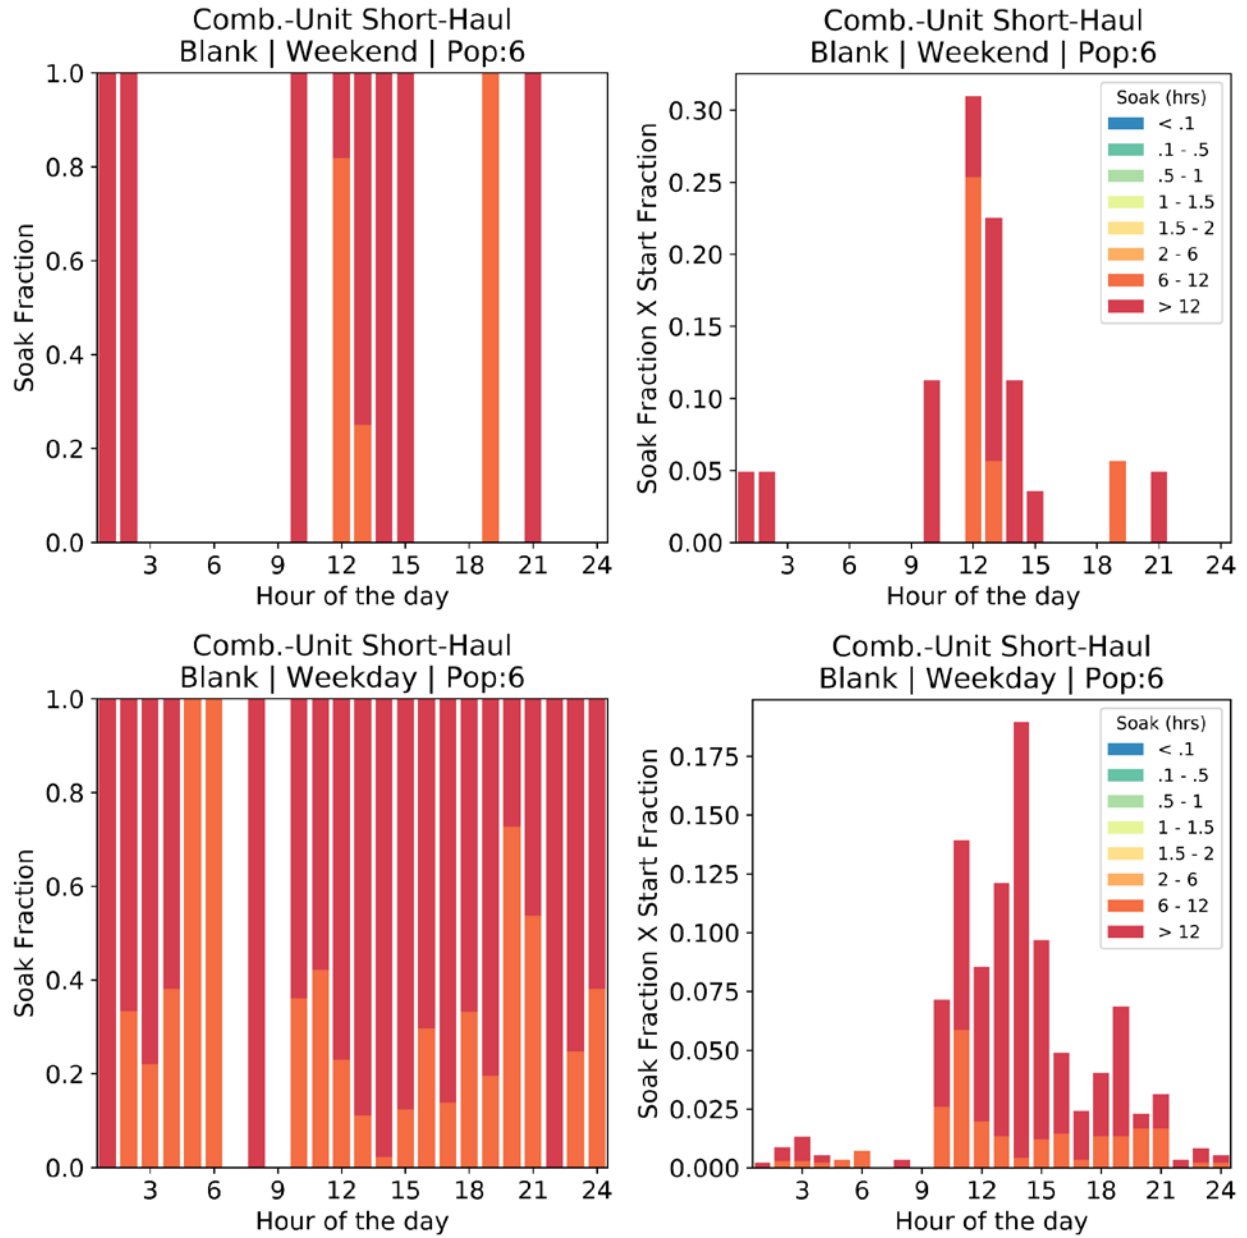 Comb.-Unit Short-Haul
Blank | Weekend | Pop:6
1.0
0.8
0.6
0.4
0.2
0.0
Soak Fraction
3 6 9 12 15 18 21 24
Hour of the day
Comb.-Unit Short-Haul
Blank | Weekend | Pop:6
0.30
0.25
0.20
0.15
0.10
0.05
0.00
Soak Fraction X Start Fraction
Soak (hrs)
< .1
.1 - .5
.5 - 1
1 - 1.5
1.5 - 2
2 - 6
6 - 12
> 12
3 6 9 12 15 18 21 24
Hour of the day
Comb.-Unit Short-Haul
Blank | Weekday | Pop:6
1.0
0.8
0.6
0.4
0.2
0.0
Soak Fraction
3 6 9 12 15 18 21 24
Hour of the day
Comb.-Unit Short-Haul
Blank | Weekday | Pop:6
0.175
0.150
0.125
0.100
0.075
0.050
0.025
0.000
Soak Fraction X Start Fraction
Soak (hrs)
< .1
.1 - .5
.5 - 1
1 - 1.5
1.5 - 2
2 - 6
6 - 12
> 12
3 6 9 12 15 18 21 24
Hour of the day